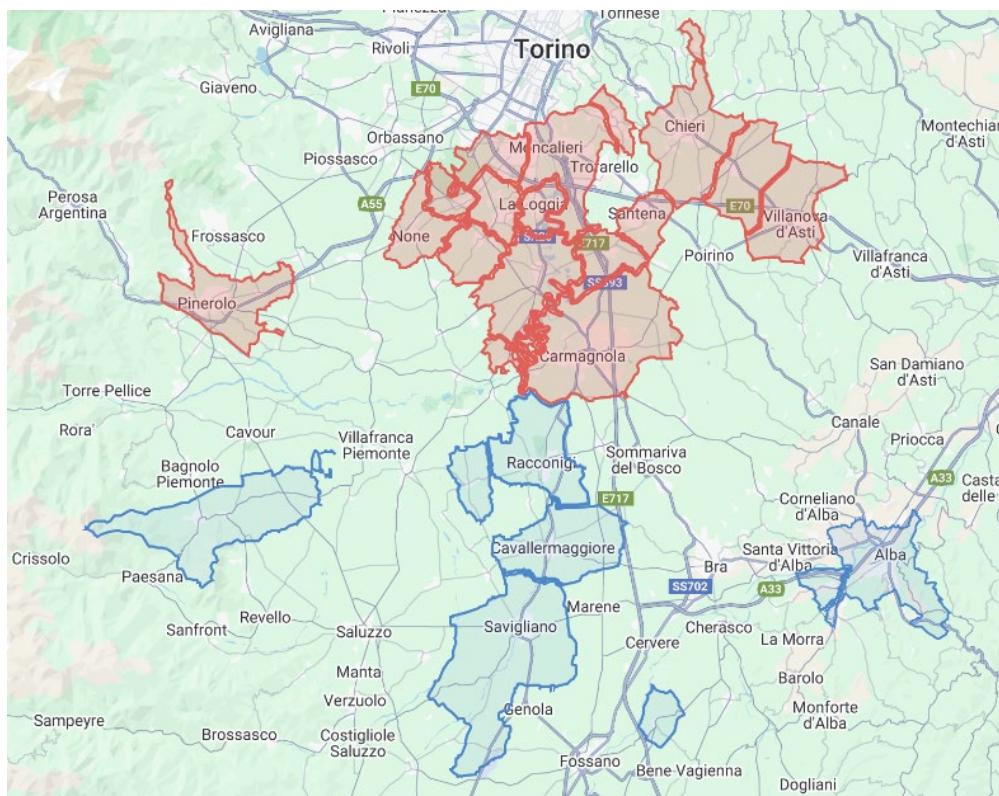 Torinese
Avigliana
Rivoli
Torino
Giaveno
E70
Orbassano
Chieri
Montechiar
d'Asti
Piossasco
Moncalieri
Trofarello
Perosa
Argentina
A55
La Loggia
Santena
E70
Villanova
d'Asti
Frossasco
None
E717
Poirino
Villafranca
d'Asti
Pinerolo
SS393
Carmagnola
San Damiano
d'Asti
Torre Pellice
Rora'
Cavour
Villafranca
Piemonte
Canale
Priocca
Bagnolo
Piemonte
Racconigi
Sommariva
del Bosco
A33
Casta
delle
E717
Corneliano
d'Alba
Crissolo
Cavallermaggiore
Santa Vittoria
d'Alba
Alba
Paesana
Bra
SS702
A33
Marene
Revello
Sanfront
Savigliano
Cherasco
Saluzzo
La Morra
Cervere
Manta
Barolo
Verzuolo
Genola
Monforte
d'Alba
Sampeyre
Brossasco
Costigliole
Saluzzo
Fossano
Bene Vagienna
Dogliani